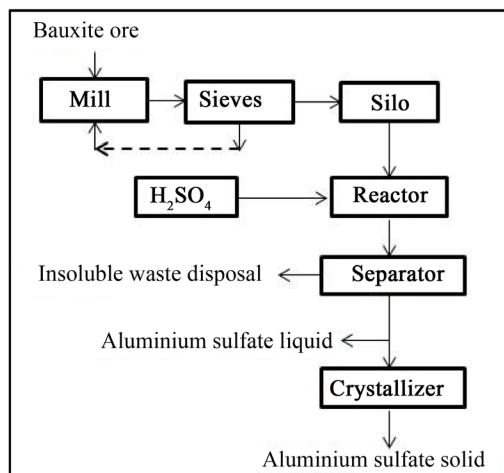 Bauxite ore
Mill
Sieves
Silo
H₂SO₄
Reactor
Insoluble waste disposal
Separator
Aluminium sulfate liquid
Crystallizer
Aluminium sulfate solid